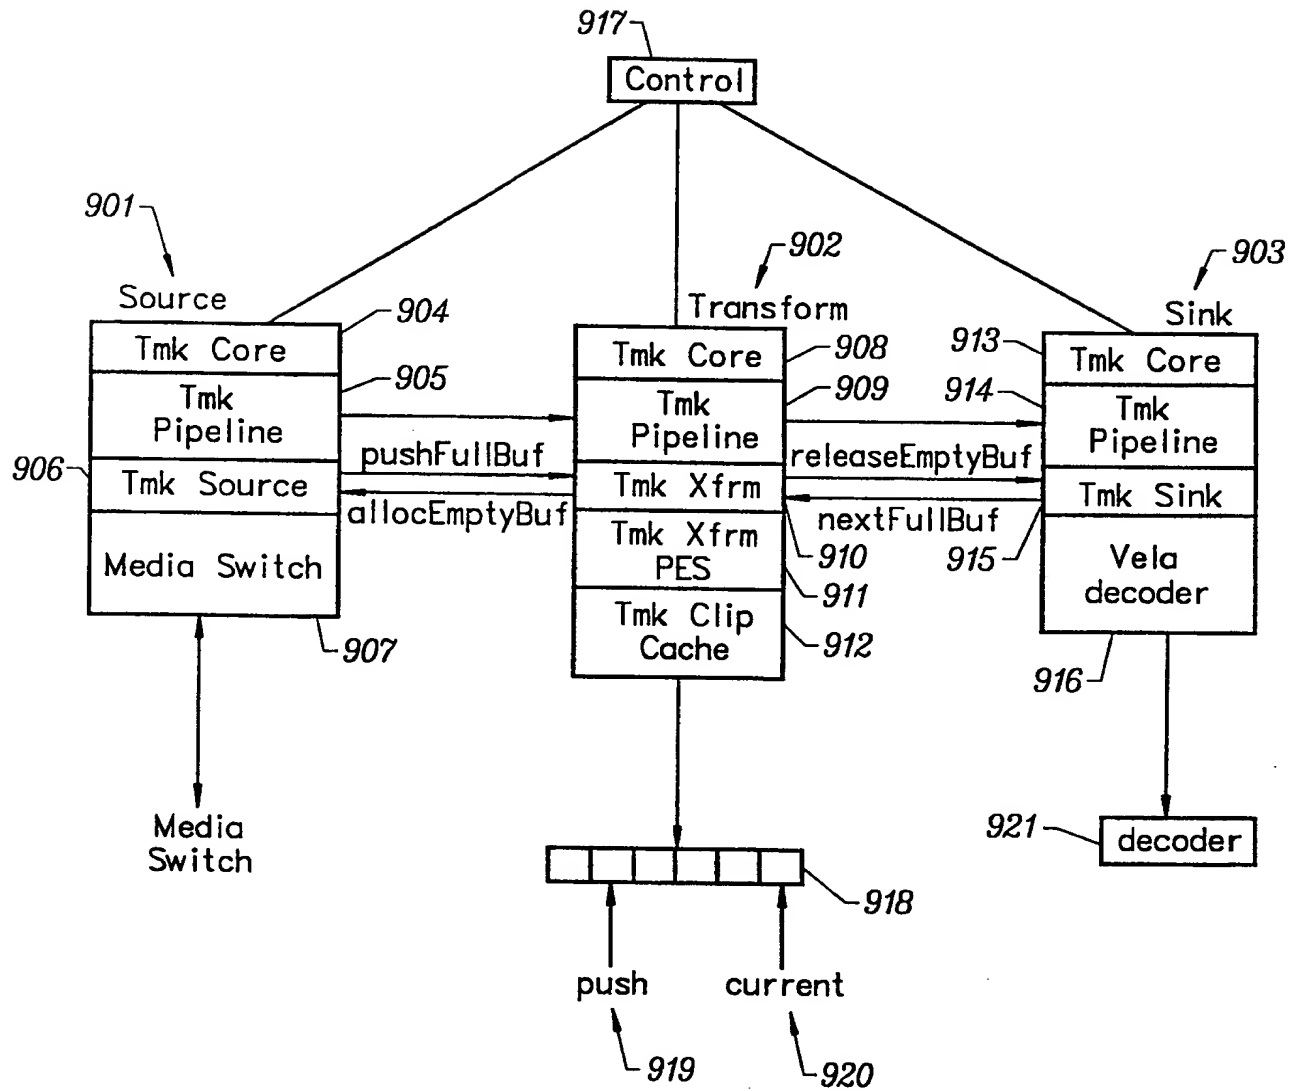 917
Control
901
902
903
Source
904
Transform
Sink
Tmk Core
905
Tmk Core
908
913
Tmk Core
Tmk
Pipeline
Tmk
Pipeline
909
914
Tmk
Pipeline
pushFullBuf
releaseEmptyBuf
906
Tmk Source
Tmk Xfrm
Tmk Sink
allocEmptyBuf
nextFullBuf
Media Switch
Tmk Xfrm
PES
910
915
Vela
decoder
911
907
Tmk Clip
Cache
912
916
Media
Switch
921
decoder
918
push
current
919
920